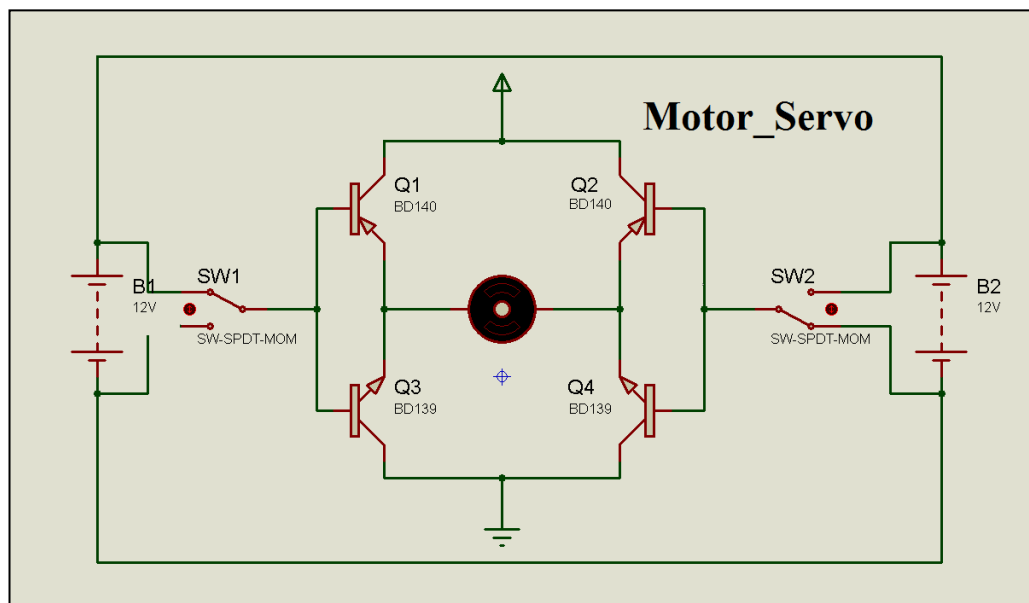 Motor_Servo
Q1
BD140
Q2
BD140
B1
12V
SW1
SW-SPDT-MOM
SW2
SW-SPDT-MOM
B2
12V
Q3
BD139
Q4
BD139